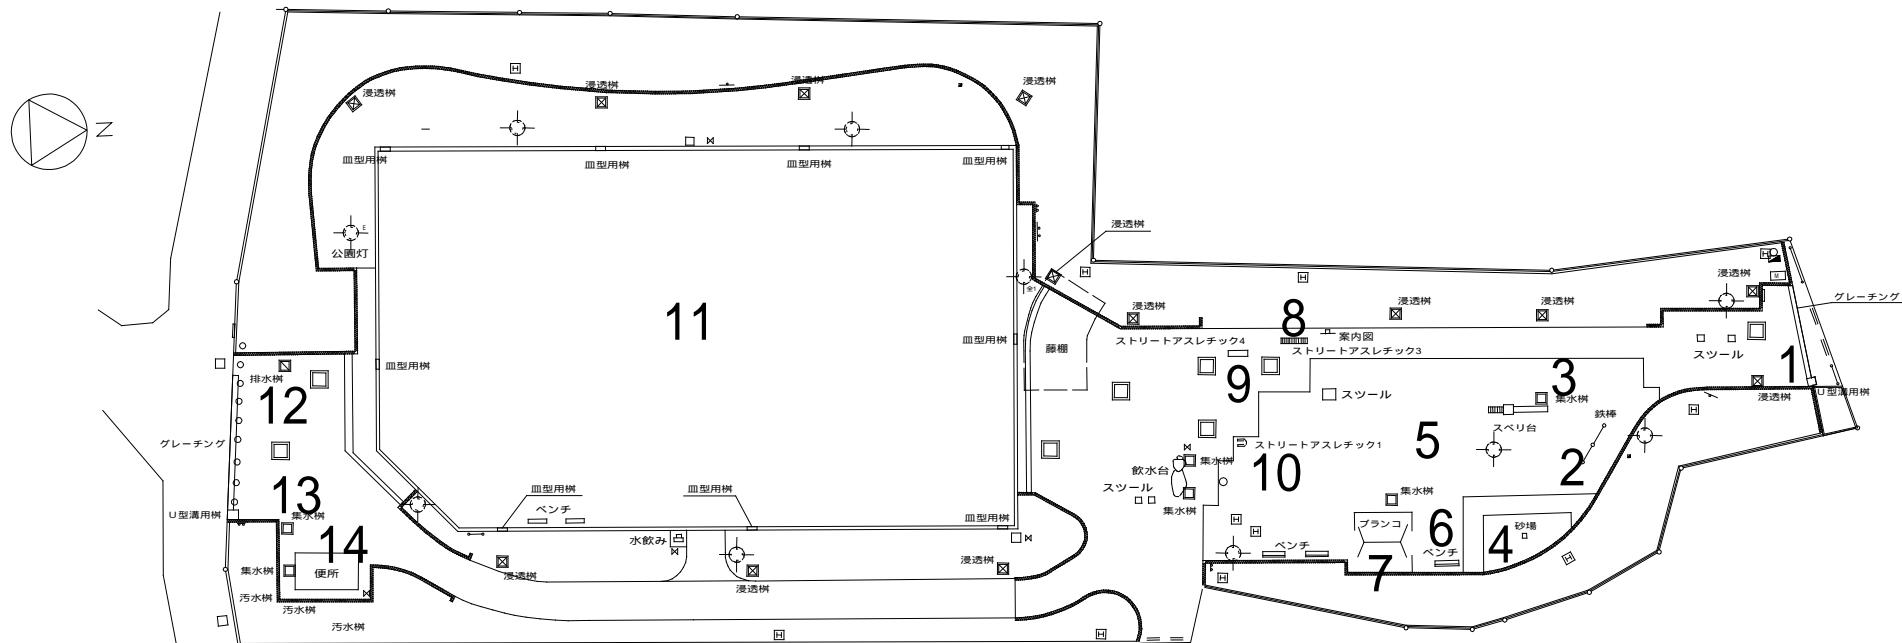 浸透桝
浸透桝
浸透桝
浸透桝
N
皿型用桝
皿型用桝
皿型用桝
皿型用桝
E
公園灯
浸透桝
11
皿型用桝
皿型用桝
全1
藤棚
浸透桝
8
案内図
ストリートアスレチック4
ストリートアスレチック3
浸透桝
浸透桝
浸透桝
H
H
H
M
グレーチング
スツール
1
U型溝用桝
浸透桝
H
9
スツール
3
集水桝
スベリ台
鉄棒
2
5
ストリートアスレチック1
10
集水桝
飲水台
スツール
集水桝
集水桝
6
ブランコ
ベンチ
7
砂場
4
ベンチ
H
H
H
H
排水桝
12
グレーチング
13
U型溝用桝
集水桝
14
便所
集水桝
汚水桝
汚水桝
汚水桝
皿型用桝
ベンチ
皿型用桝
皿型用桝
水飲み
浸透桝
浸透桝
浸透桝
H
H
H